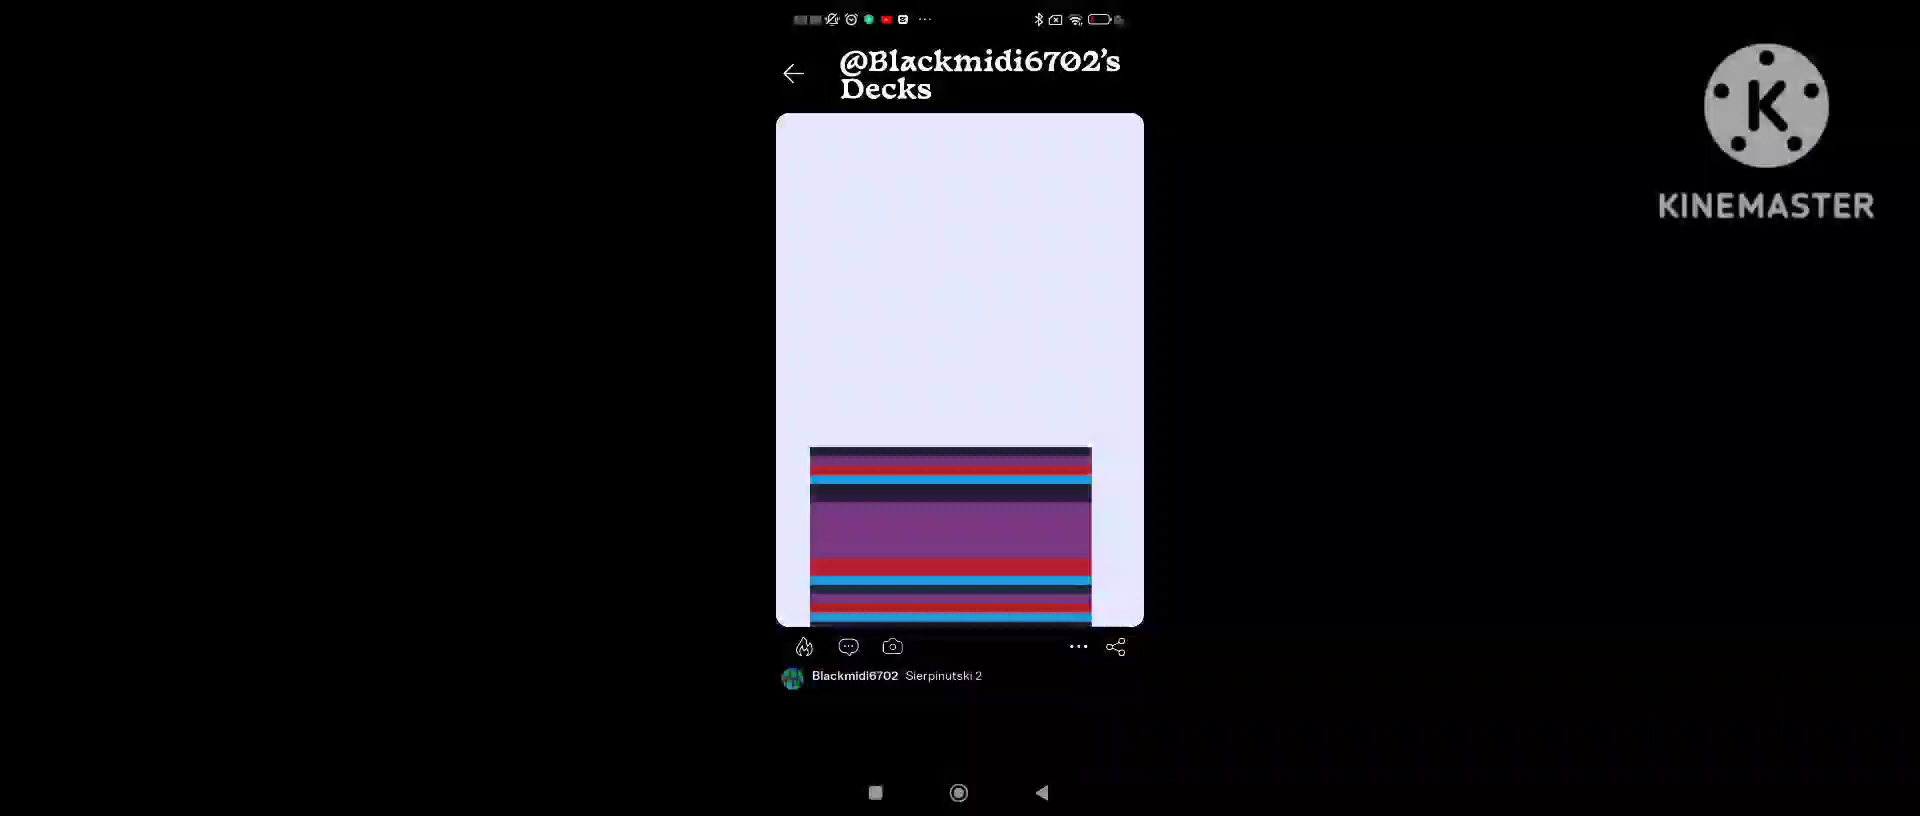 @Blackmidi6702's
Decks
K
KINEMASTER
Blackmidi6702 Sierpinutski 2